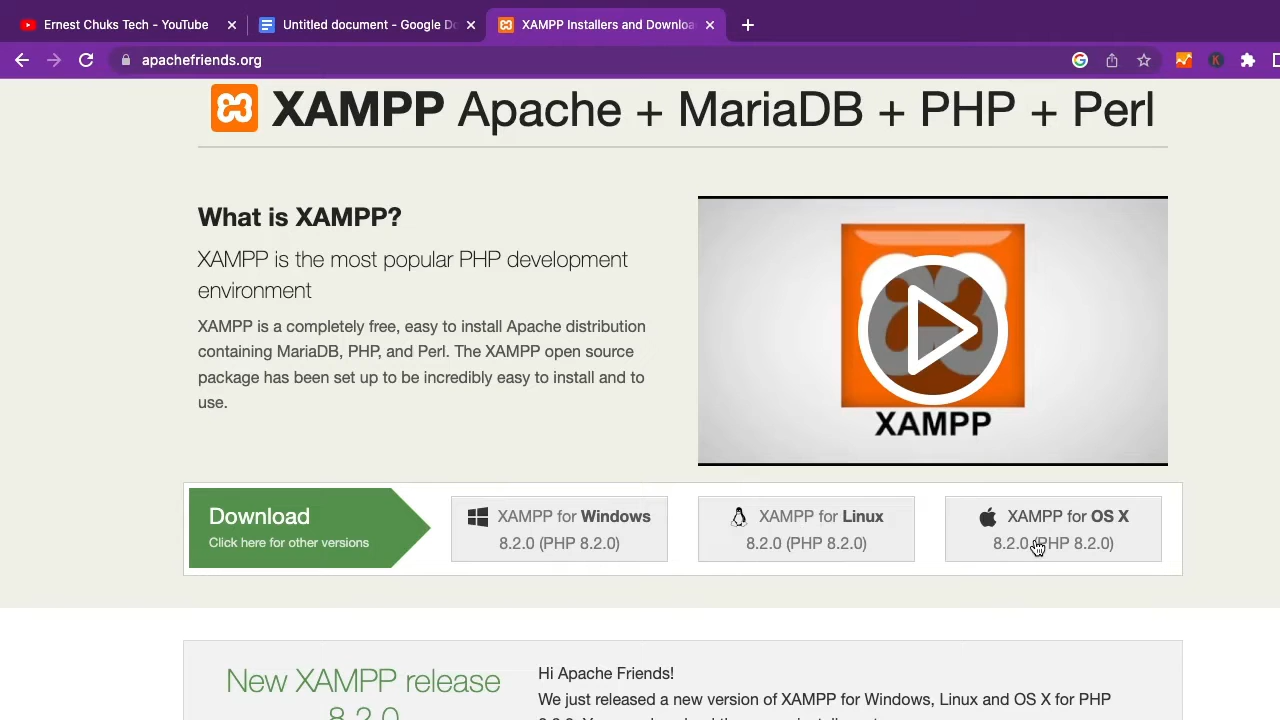 Ernest Chuks Tech - YouTube
Untitled document - Google Do
XAMPP Installers and Downloa
apachefriends.org
K
XAMPP Apache + MariaDB + PHP + Perl
What is XAMPP?
XAMPP is the most popular PHP development
environment
XAMPP is a completely free, easy to install Apache distribution
containing MariaDB, PHP, and Perl. The XAMPP open source
package has been set up to be incredibly easy to install and to
use.
XAMPP
Download
Click here for other versions
XAMPP for Windows
8.2.0 (PHP 8.2.0)
XAMPP for Linux
8.2.0 (PHP 8.2.0)
XAMPP for OS X
8.2.0 (PHP 8.2.0)
New XAMPP release
8.2.0
Hi Apache Friends!
We just released a new version of XAMPP for Windows, Linux and OS X for PHP